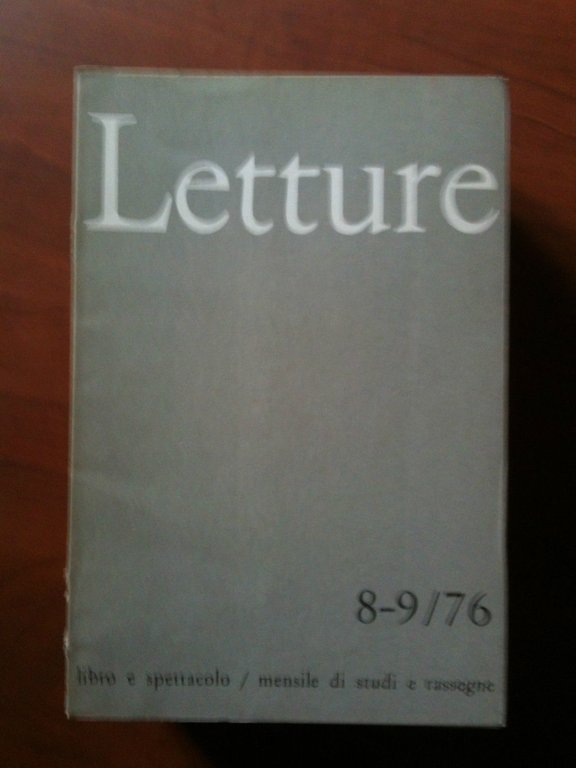 Letture
8-9/76
libro e spettacolo / mensile di studi e rassegne